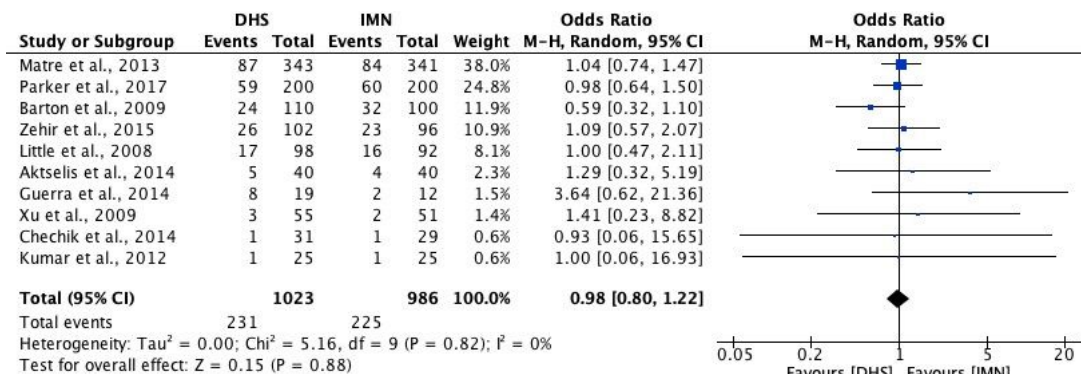 DHS IMN Odds Ratio Odds Ratio
Study or Subgroup Events Total Events Total Weight M-H, Random, 95% CI M-H, Random, 95% CI
Matre et al., 2013 87 343 84 341 38.0% 1.04 [0.74, 1.47]
Parker et al., 2017 59 200 60 200 24.8% 0.98 [0.64, 1.50]
Barton et al., 2009 24 110 32 100 11.9% 0.59 [0.32, 1.10]
Zehir et al., 2015 26 102 23 96 10.9% 1.09 [0.57, 2.07]
Little et al., 2008 17 98 16 92 8.1% 1.00 [0.47, 2.11]
Aktselis et al., 2014 5 40 4 40 2.3% 1.29 [0.32, 5.19]
Guerra et al., 2014 8 19 2 12 1.5% 3.64 [0.62, 21.36]
Xu et al., 2009 3 55 2 51 1.4% 1.41 [0.23, 8.82]
Chechik et al., 2014 1 31 1 29 0.6% 0.93 [0.06, 15.65]
Kumar et al., 2012 1 25 1 25 0.6% 1.00 [0.06, 16.93]
Total (95% CI) 1023 986 100.0% 0.98 [0.80, 1.22]
Total events 231 225
Heterogeneity: Tau² = 0.00; Chi² = 5.16, df = 9 (P = 0.82); I² = 0%
Test for overall effect: Z = 0.15 (P = 0.88)
0.05 0.2 1 5 20
Favours [DHS] Favours [IMN]